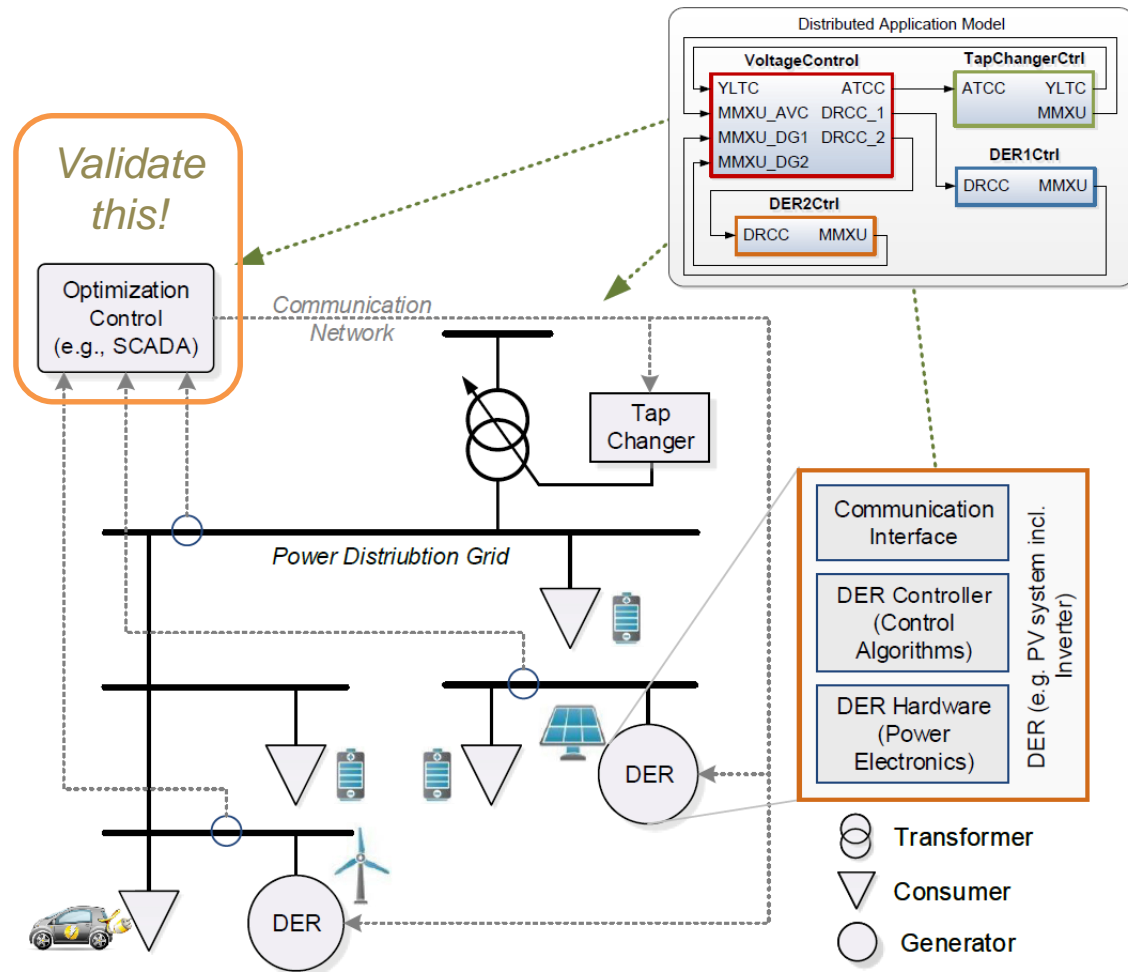 Distributed Application Model
VoltageControl
TapChangerCtrl
YLTC ATCC
MMXU_AVC DRCC_1
MMXU_DG1 DRCC_2
MMXU_DG2
ATCC YLTC
MMXU
DER1Ctrl
DRCC MMXU
DER2Ctrl
DRCC MMXU
Validate
this!
Optimization
Control
(e.g., SCADA)
Communication
Network
Tap
Changer
Power Distriubtion Grid
Communication
Interface
DER Controller
(Control
Algorithms)
DER Hardware
(Power
Electronics)
DER (e.g. PV system incl.
Inverter)
DER
DER
Transformer
Consumer
Generator